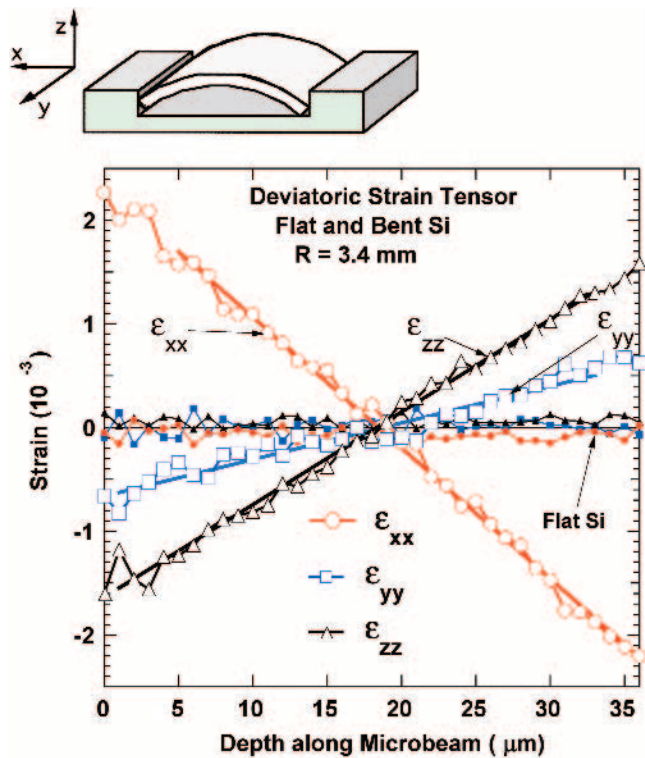 z
x
y
Deviatoric Strain Tensor
Flat and Bent Si
R = 3.4 mm
2
1
0
-1
-2
Strain (10⁻³)
εxx
εzz
εyy
Flat Si
εxx
εyy
εzz
0 5 10 15 20 25 30 35
Depth along Microbeam ( μm)